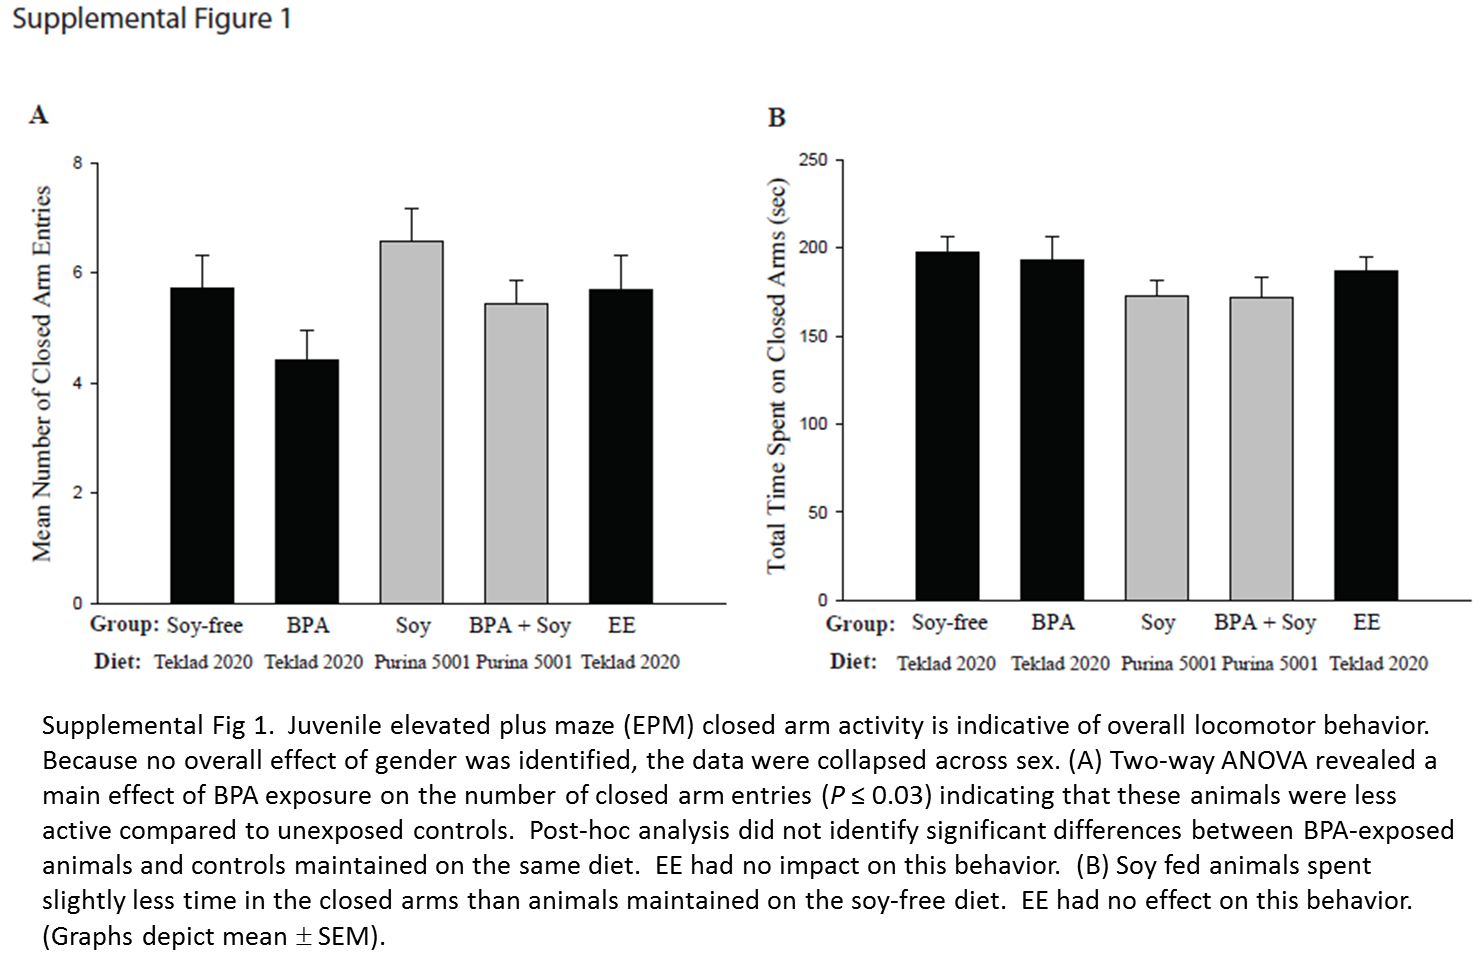 Supplemental Figure 1
A
Mean Number of Closed Arm Entries
8
6
4
2
0
Group: Soy-free BPA Soy BPA + Soy EE
Diet: Teklad 2020 Teklad 2020 Purina 5001 Purina 5001 Teklad 2020
B
Total Time Spent on Closed Arms (sec)
250
200
150
100
50
0
Group: Soy-free BPA Soy BPA + Soy EE
Diet: Teklad 2020 Teklad 2020 Purina 5001 Purina 5001 Teklad 2020
Supplemental Fig 1. Juvenile elevated plus maze (EPM) closed arm activity is indicative of overall locomotor behavior.
Because no overall effect of gender was identified, the data were collapsed across sex. (A) Two-way ANOVA revealed a
main effect of BPA exposure on the number of closed arm entries (P ≤ 0.03) indicating that these animals were less
active compared to unexposed controls. Post-hoc analysis did not identify significant differences between BPA-exposed
animals and controls maintained on the same diet. EE had no impact on this behavior. (B) Soy fed animals spent
slightly less time in the closed arms than animals maintained on the soy-free diet. EE had no effect on this behavior.
(Graphs depict mean ± SEM).